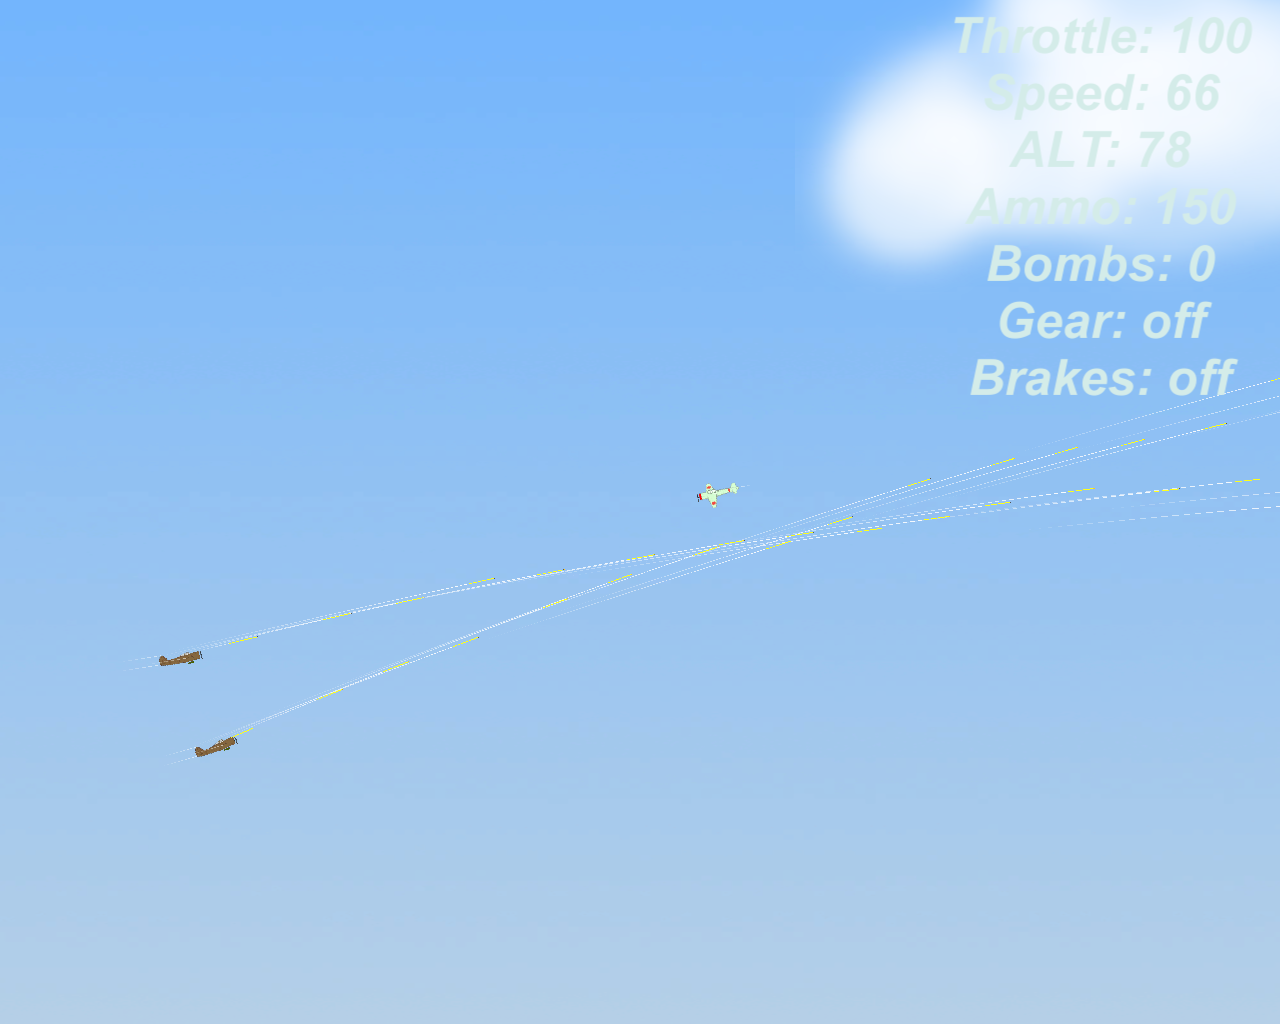 Throttle: 100
Speed: 66
ALT: 78
Ammo: 150
Bombs: 0
Gear: off
Brakes: off